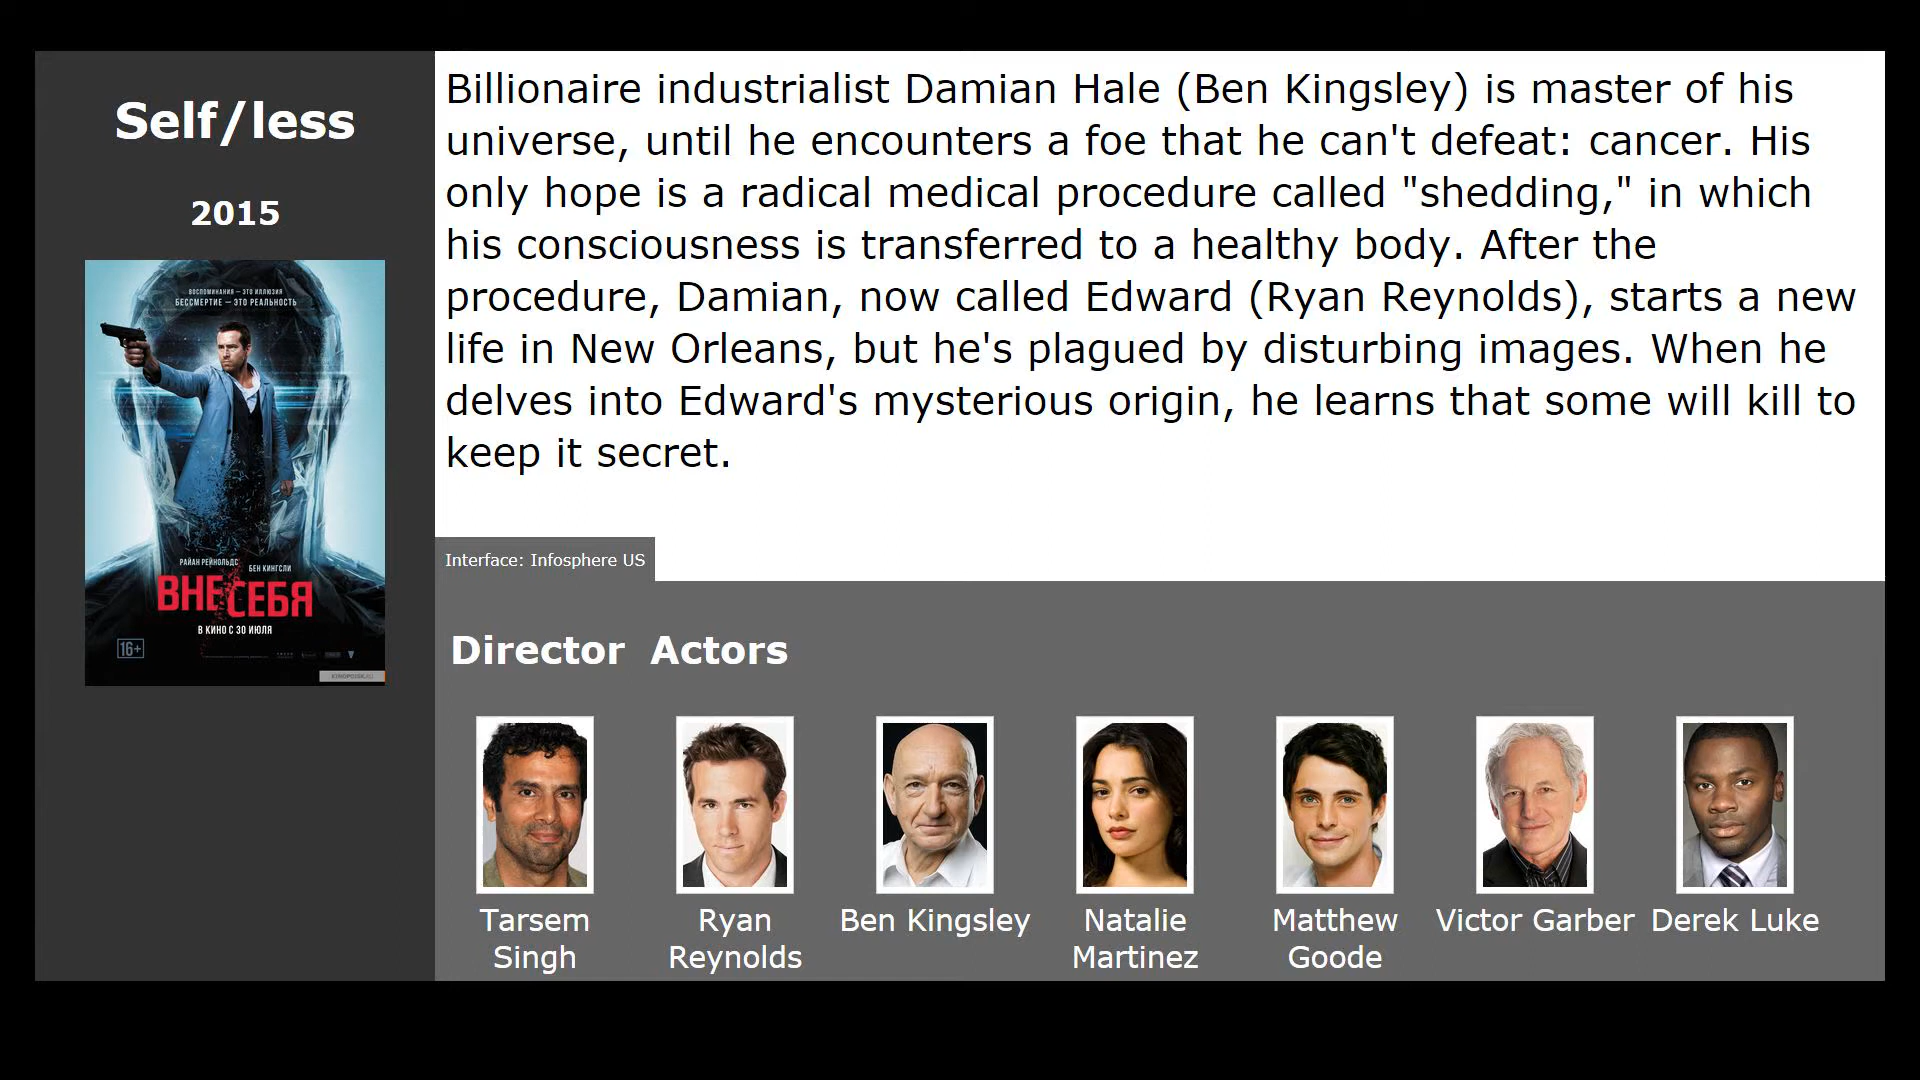 Self/less
2015
ВОСПОМИНАНИЯ — ЭТО ИЛЛЮЗИЯ
БЕССМЕРТИЕ — ЭТО РЕАЛЬНОСТЬ
РАЙАН РЕЙНОЛЬДС
БЕН КИНГСЛИ
ВНЕ СЕБЯ
В КИНО С 30 ИЮЛЯ
16+
KINOPOISK.RU
Billionaire industrialist Damian Hale (Ben Kingsley) is master of his
universe, until he encounters a foe that he can't defeat: cancer. His
only hope is a radical medical procedure called "shedding," in which
his consciousness is transferred to a healthy body. After the
procedure, Damian, now called Edward (Ryan Reynolds), starts a new
life in New Orleans, but he's plagued by disturbing images. When he
delves into Edward's mysterious origin, he learns that some will kill to
keep it secret.
Interface: Infosphere US
Director Actors
Tarsem
Singh
Ryan
Reynolds
Ben Kingsley
Natalie
Martinez
Matthew
Goode
Victor Garber
Derek Luke